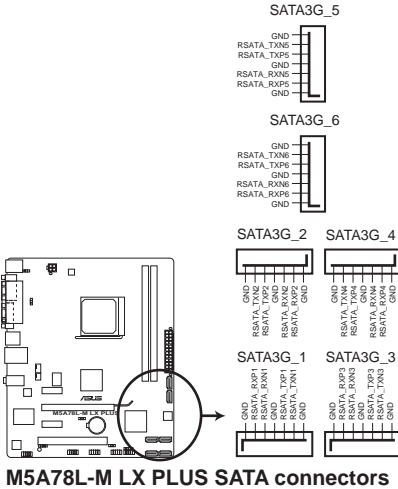 SATA3G_5
GND
RSATA_TXN5
RSATA_TXP5
GND
RSATA_RXN5
RSATA_RXP5
GND
SATA3G_6
GND
RSATA_TXN6
RSATA_TXP6
GND
RSATA_RXN6
RSATA_RXP6
GND
SATA3G_2
GND
RSATA_TXN2
RSATA_TXP2
GND
RSATA_RXN2
RSATA_RXP2
GND
SATA3G_4
GND
RSATA_TXN4
RSATA_TXP4
GND
RSATA_RXN4
RSATA_RXP4
GND
SATA3G_1
GND
RSATA_RXP1
RSATA_RXN1
GND
RSATA_TXP1
RSATA_TXN1
GND
SATA3G_3
GND
RSATA_RXP3
RSATA_RXN3
GND
RSATA_TXP3
RSATA_TXN3
GND
ASUS
M5A78L-M LX PLUS
M5A78L-M LX PLUS SATA connectors